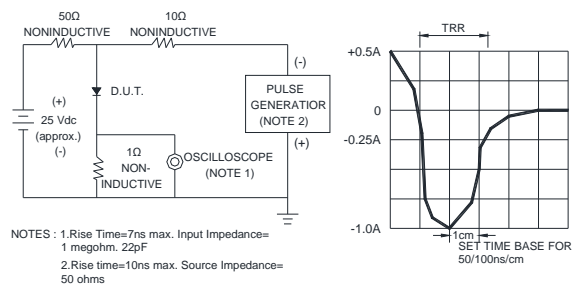 50Ω
NONINDUCTIVE
10Ω
NONINDUCTIVE
(+)
25 Vdc
(approx.)
(-)
D.U.T.
1Ω
NON-
INDUCTIVE
OSCILLOSCOPE
(NOTE 1)
(-)
PULSE
GENERATIOR
(NOTE 2)
(+)
NOTES : 1.Rise Time=7ns max. Input Impedance=
1 megohm. 22pF
2.Rise time=10ns max. Source Impedance=
50 ohms
TRR
+0.5A
0
-0.25A
-1.0A
1cm
SET TIME BASE FOR
50/100ns/cm